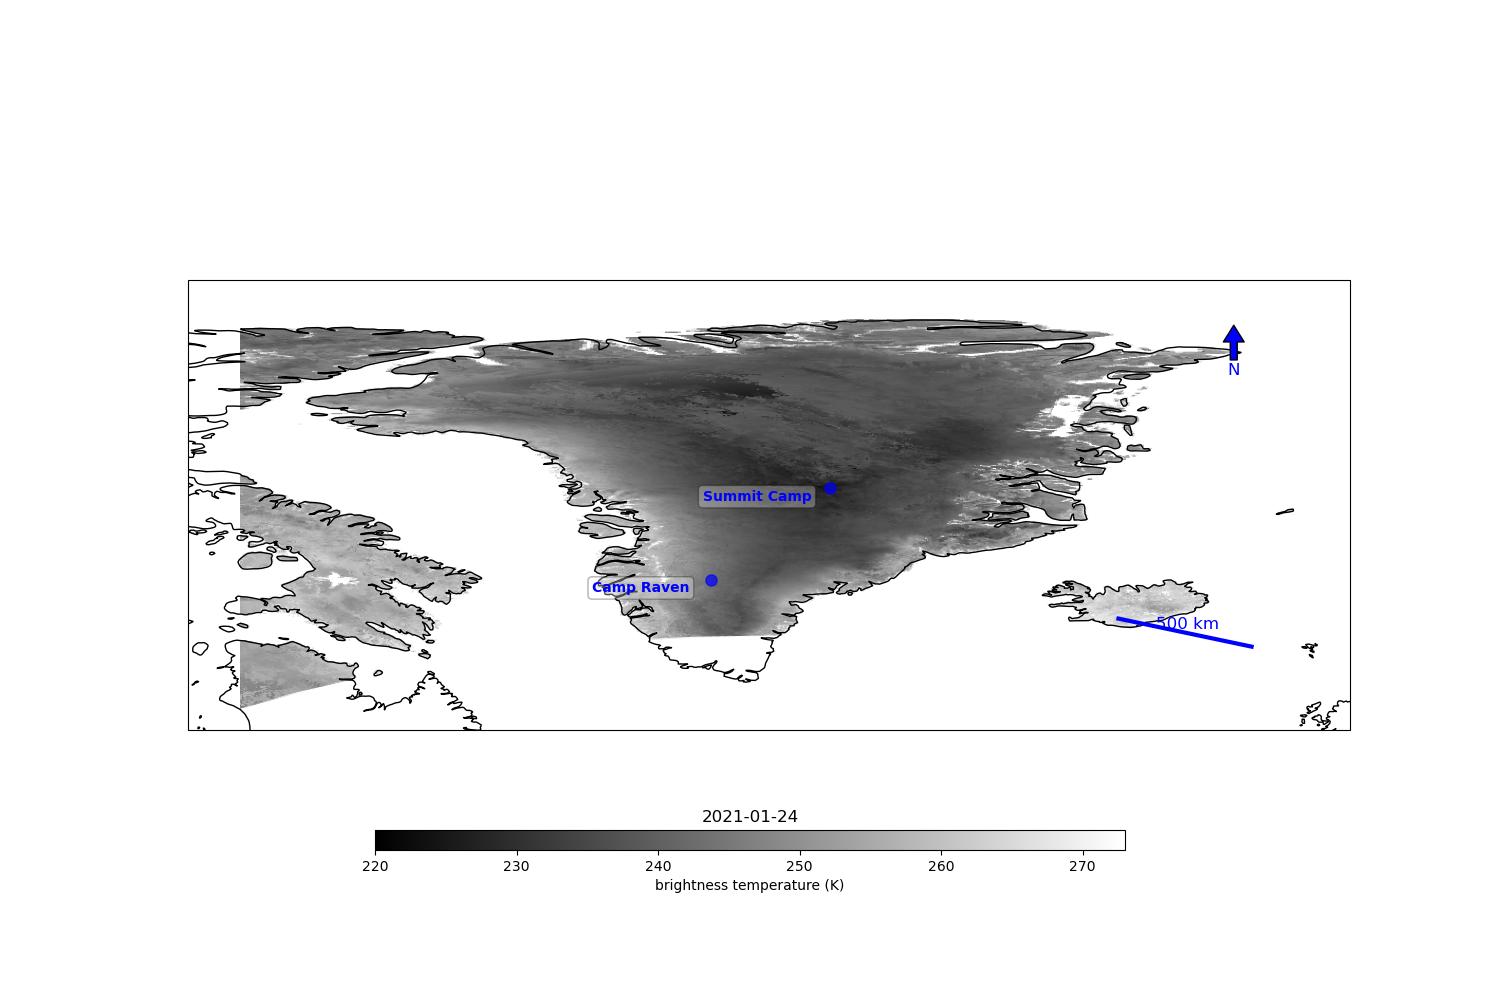 N
Summit Camp
Camp Raven
500 km
2021-01-24
220 230 240 250 260 270
brightness temperature (K)